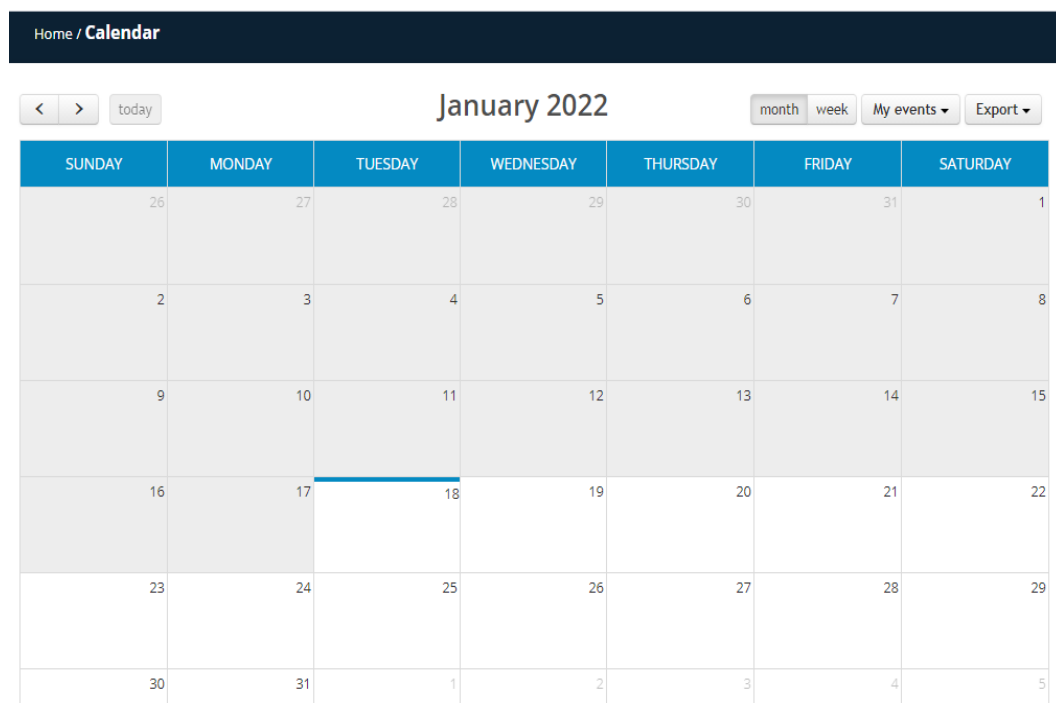 Home / Calendar
today January 2022 month week My events Export
SUNDAY MONDAY TUESDAY WEDNESDAY THURSDAY FRIDAY SATURDAY
26 27 28 29 30 31 1
2 3 4 5 6 7 8
9 10 11 12 13 14 15
16 17 18 19 20 21 22
23 24 25 26 27 28 29
30 31 1 2 3 4 5